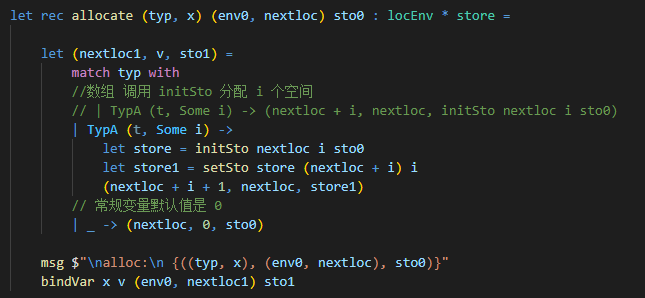 let rec allocate (typ, x) (env0, nextloc) sto0 : locEnv * store =
let (nextloc1, v, sto1) =
match typ with
//数组 调用 initSto 分配 i 个空间
// | TypA (t, Some i) -> (nextloc + i, nextloc, initSto nextloc i sto0)
| TypA (t, Some i) ->
let store = initSto nextloc i sto0
let store1 = setSto store (nextloc + i) i
(nextloc + i + 1, nextloc, store1)
// 常规变量默认值是 0
| _ -> (nextloc, 0, sto0)
msg $"\nalloc:\n {((typ, x), (env0, nextloc), sto0)}"
bindVar x v (env0, nextloc1) sto1